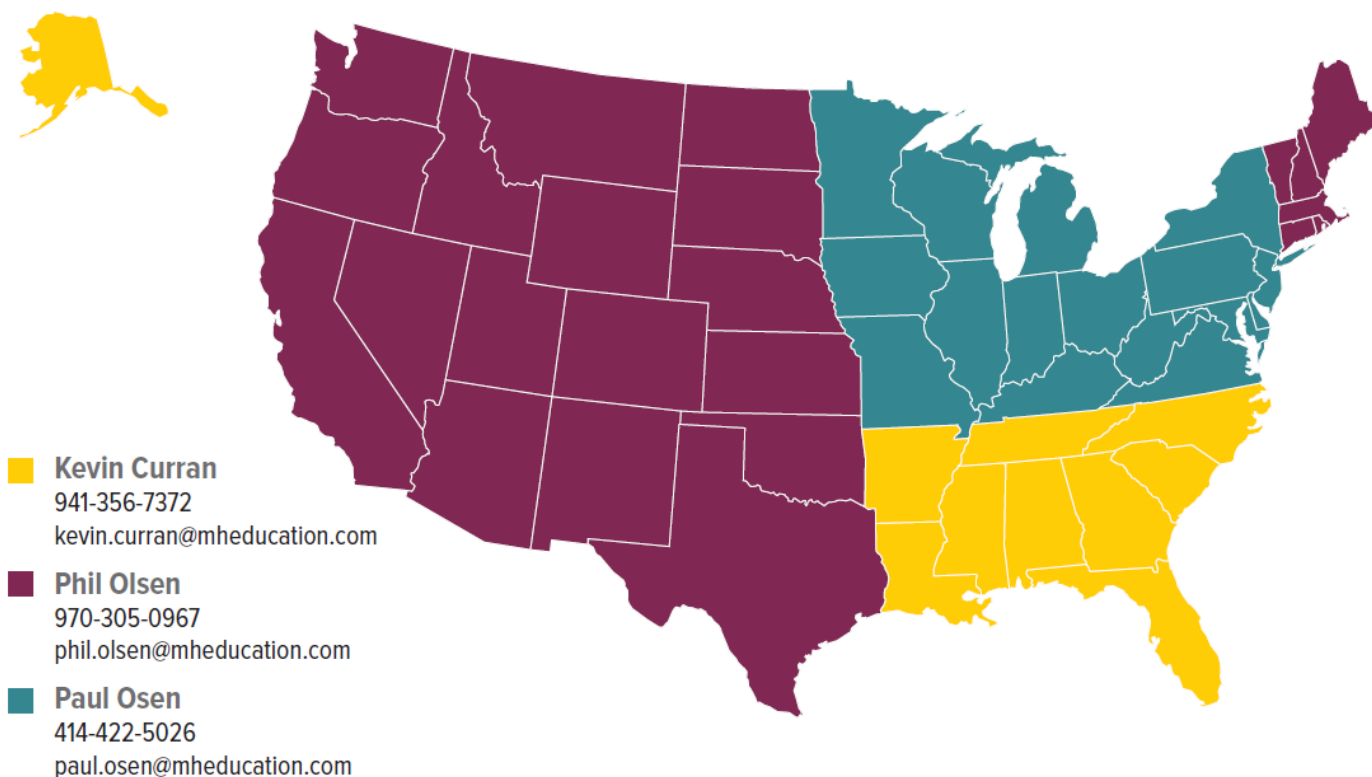 Kevin Curran
941-356-7372
kevin.curran@mheducation.com
Phil Olsen
970-305-0967
phil.olsen@mheducation.com
Paul Osen
414-422-5026
paul.osen@mheducation.com